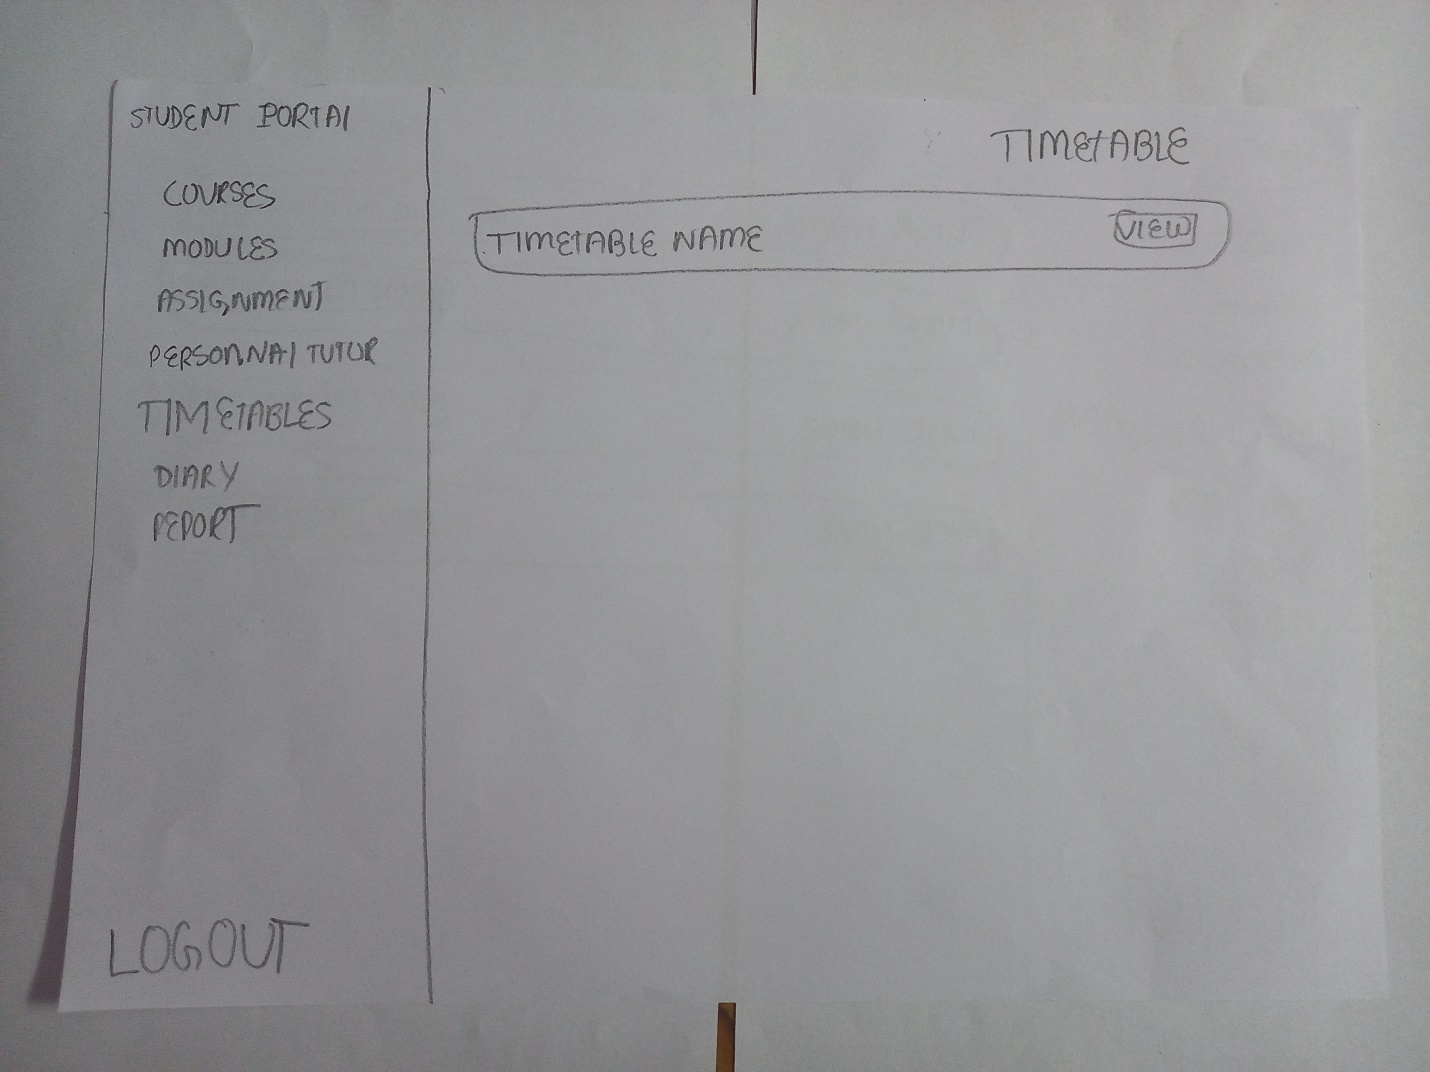 STUDENT PORTAl
COURSES
MODULES
ASSIGNMENT
PERSONNAl TUTOR
TIMETABLES
DIARY
REPORT
LOGOUT
TIMEtABLE
TIMETABLE NAME
VIEW